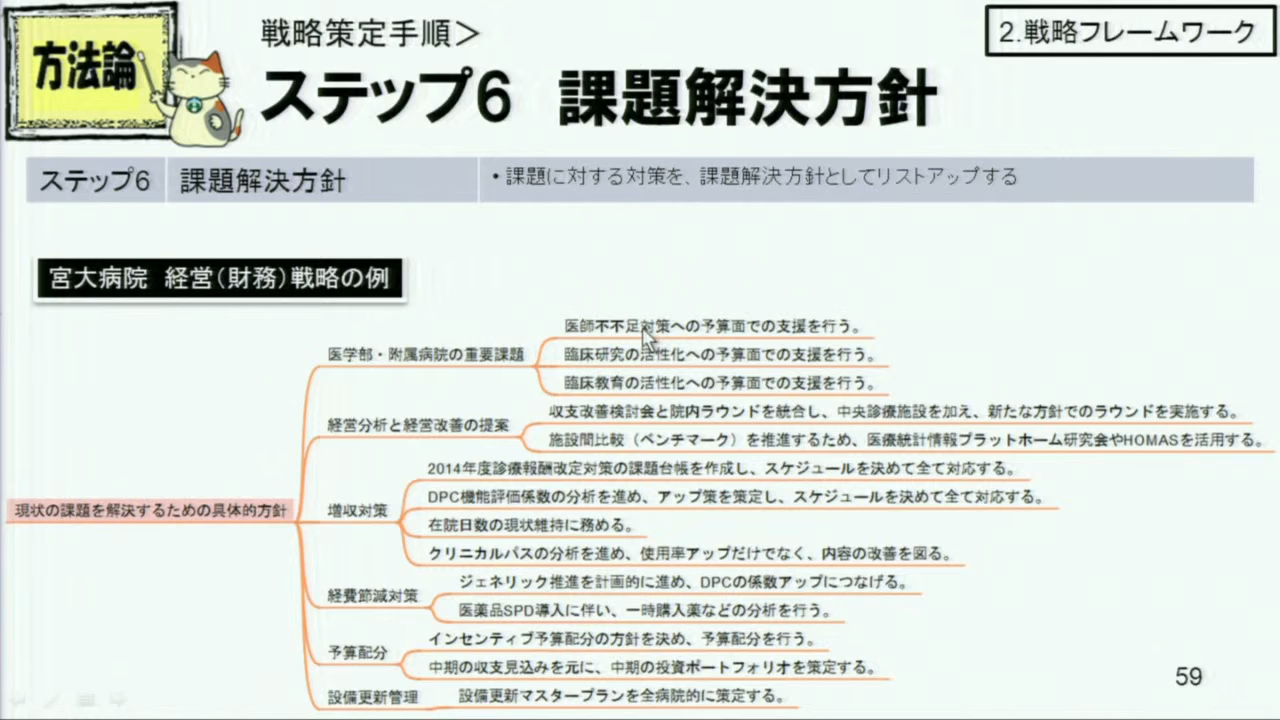 方法論
戦略策定手順＞
2.戦略フレームワーク
ステップ6 課題解決方針
ステップ6 課題解決方針 ・課題に対する対策を、課題解決方針としてリストアップする
宮大病院 経営（財務）戦略の例
現状の課題を解決するための具体的方針
医学部・附属病院の重要課題
医師不不足対策への予算面での支援を行う。
臨床研究の活性化への予算面での支援を行う。
臨床教育の活性化への予算面での支援を行う。
経営分析と経営改善の提案
収支改善検討会と院内ラウンドを統合し、中央診療施設を加え、新たな方針でのラウンドを実施する。
施設間比較（ベンチマーク）を推進するため、医療統計情報プラットホーム研究会やHOMASを活用する。
増収対策
2014年度診療報酬改定対策の課題台帳を作成し、スケジュールを決めて全て対応する。
DPC機能評価係数の分析を進め、アップ策を策定し、スケジュールを決めて全て対応する。
在院日数の現状維持に務める。
クリニカルパスの分析を進め、使用率アップだけでなく、内容の改善を図る。
経費節減対策
ジェネリック推進を計画的に進め、DPCの係数アップにつなげる。
医薬品SPD導入に伴い、一時購入薬などの分析を行う。
予算配分
インセンティブ予算配分の方針を決め、予算配分を行う。
中期の収支見込みを元に、中期の投資ポートフォリオを策定する。
設備更新管理
設備更新マスタープランを全病院的に策定する。
59